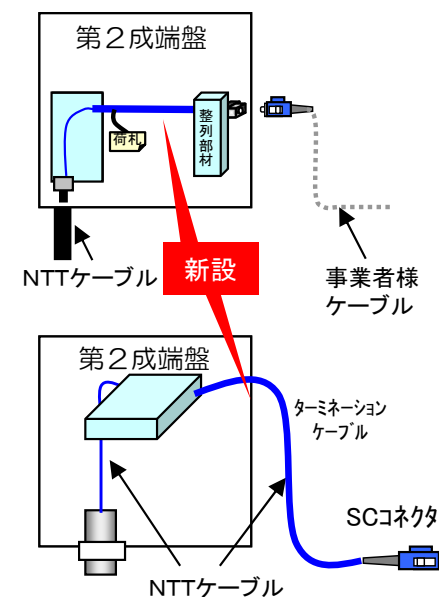 第２成端盤
整列部材
荷札
NTTケーブル
新設
事業者様
ケーブル
第２成端盤
ﾀｰﾐﾈｰｼｮﾝ
ｹｰﾌﾞﾙ
SCｺﾈｸﾀ
NTTケーブル